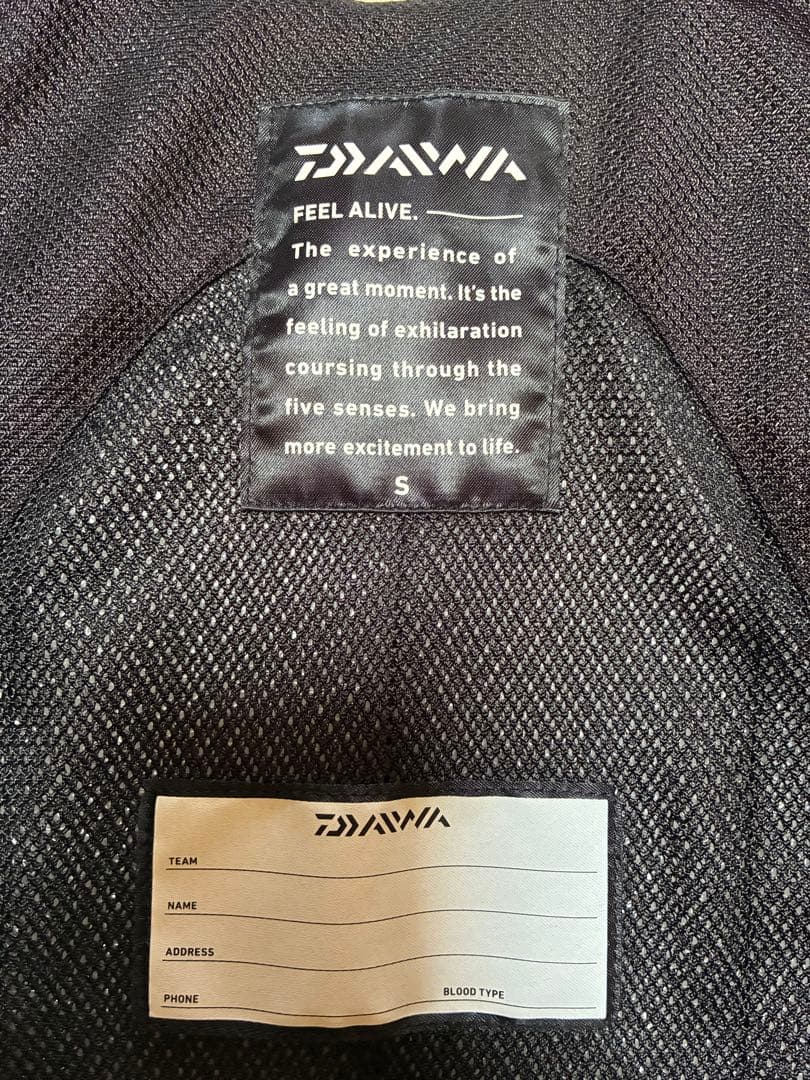 DAIWA
FEEL ALIVE.
The experience of
a great moment. It's the
feeling of exhilaration
coursing through the
five senses. We bring
more excitement to life.
S
DAIWA
TEAM
NAME
ADDRESS
PHONE BLOOD TYPE